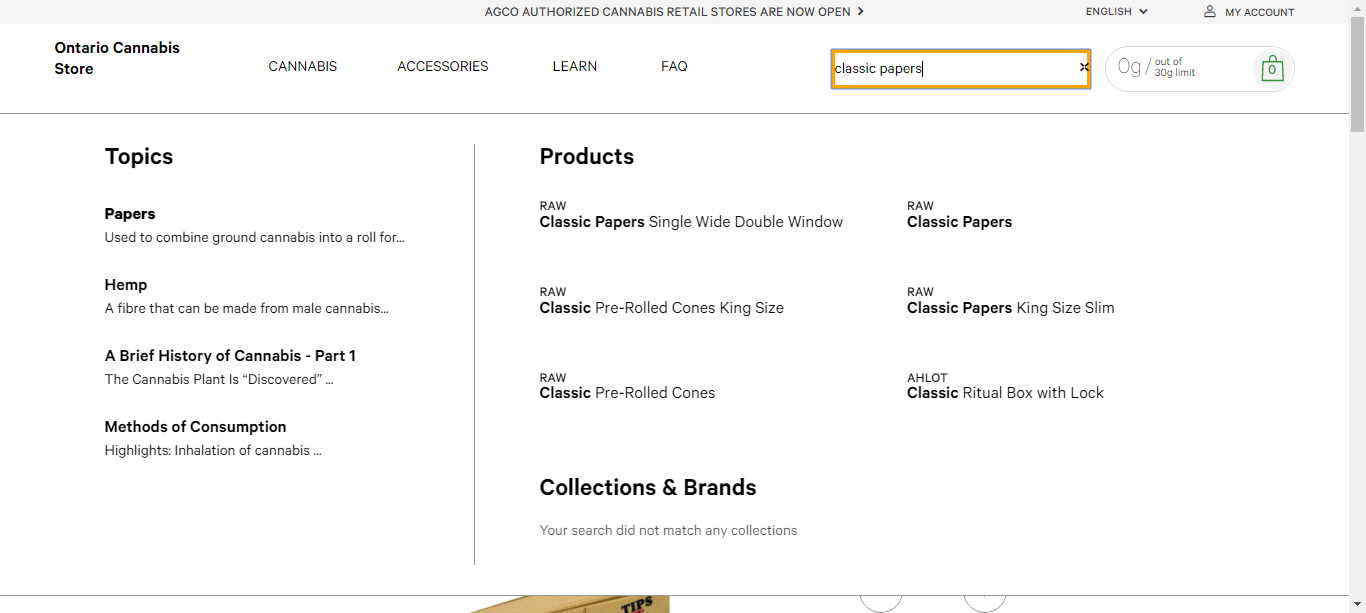 AGCO AUTHORIZED CANNABIS RETAIL STORES ARE NOW OPEN
ENGLISH
MY ACCOUNT
Ontario Cannabis
Store
CANNABIS
ACCESSORIES
LEARN
FAQ
classic papers
0g / out of
30g limit
0
Topics
Papers
Used to combine ground cannabis into a roll for...
Hemp
A fibre that can be made from male cannabis...
A Brief History of Cannabis - Part 1
The Cannabis Plant Is “Discovered” ...
Methods of Consumption
Highlights: Inhalation of cannabis ...
Products
RAW
Classic Papers Single Wide Double Window
RAW
Classic Papers
RAW
Classic Pre-Rolled Cones King Size
RAW
Classic Papers King Size Slim
RAW
Classic Pre-Rolled Cones
AHLOT
Classic Ritual Box with Lock
Collections & Brands
Your search did not match any collections
TIPS